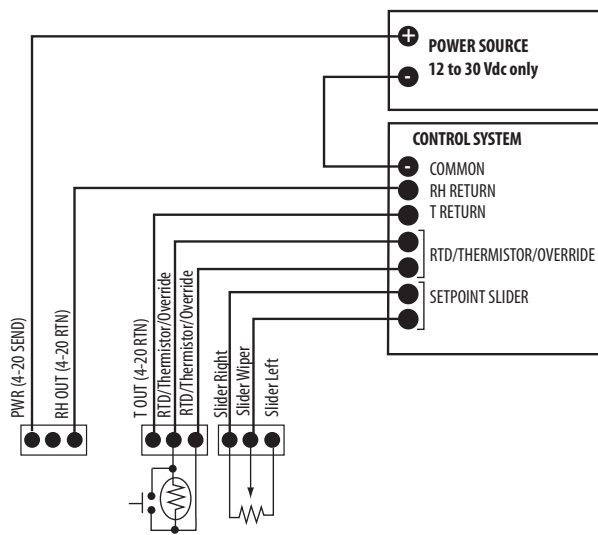 +
POWER SOURCE
12 to 30 Vdc only
-
CONTROL SYSTEM
-
COMMON
RH RETURN
T RETURN
RTD/THERMISTOR/OVERRIDE
SETPOINT SLIDER
PWR (4-20 SEND)
RH OUT (4-20 RTN)
T OUT (4-20 RTN)
RTD/Thermistor/Override
RTD/Thermistor/Override
Slider Right
Slider Wiper
Slider Left